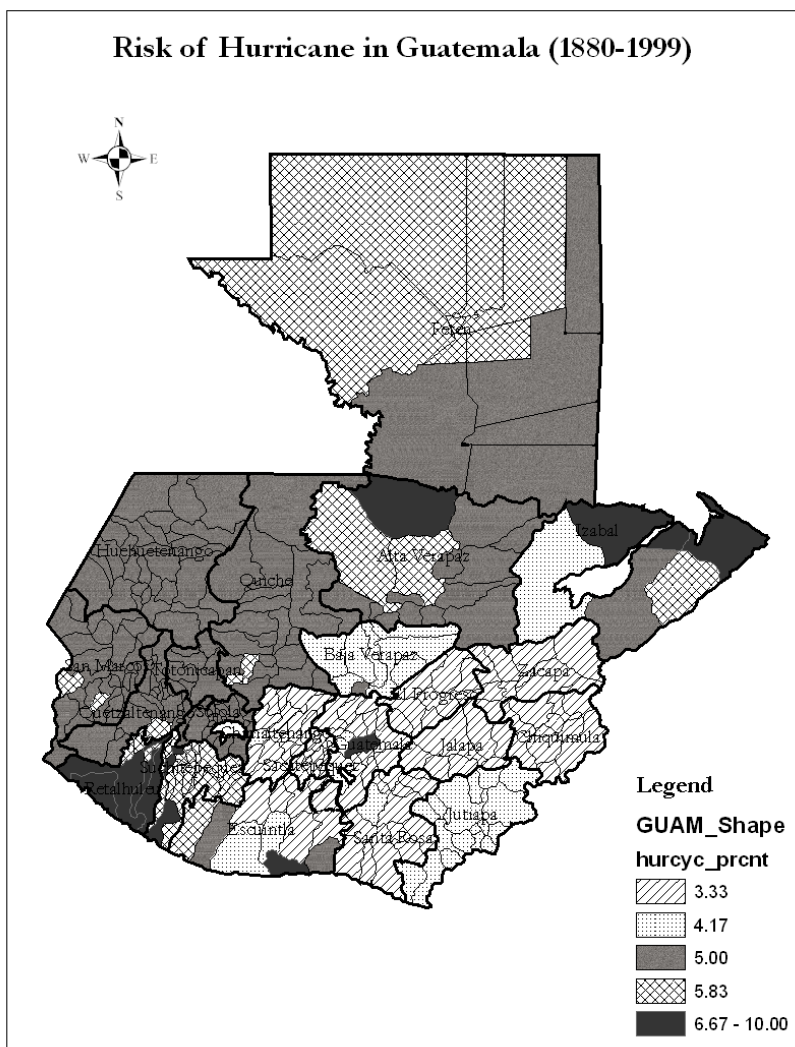 Risk of Hurricane in Guatemala (1880-1999)
N
W E
S
Peten
Huehuetenango
Quiche
Alta Verapaz
Izabal
San Marcos
Totonicapan
Baja Verapaz
Zacapa
El Progreso
Quetzaltenango
Solola
Chimaltenango
Guatemala
Jalapa
Chiquimula
Suchitepequez
Sacatepequez
Retalhuleu
Escuintla
Santa Rosa
Jutiapa
Legend
GUAM_Shape
hurcyc_prcnt
3.33
4.17
5.00
5.83
6.67 - 10.00